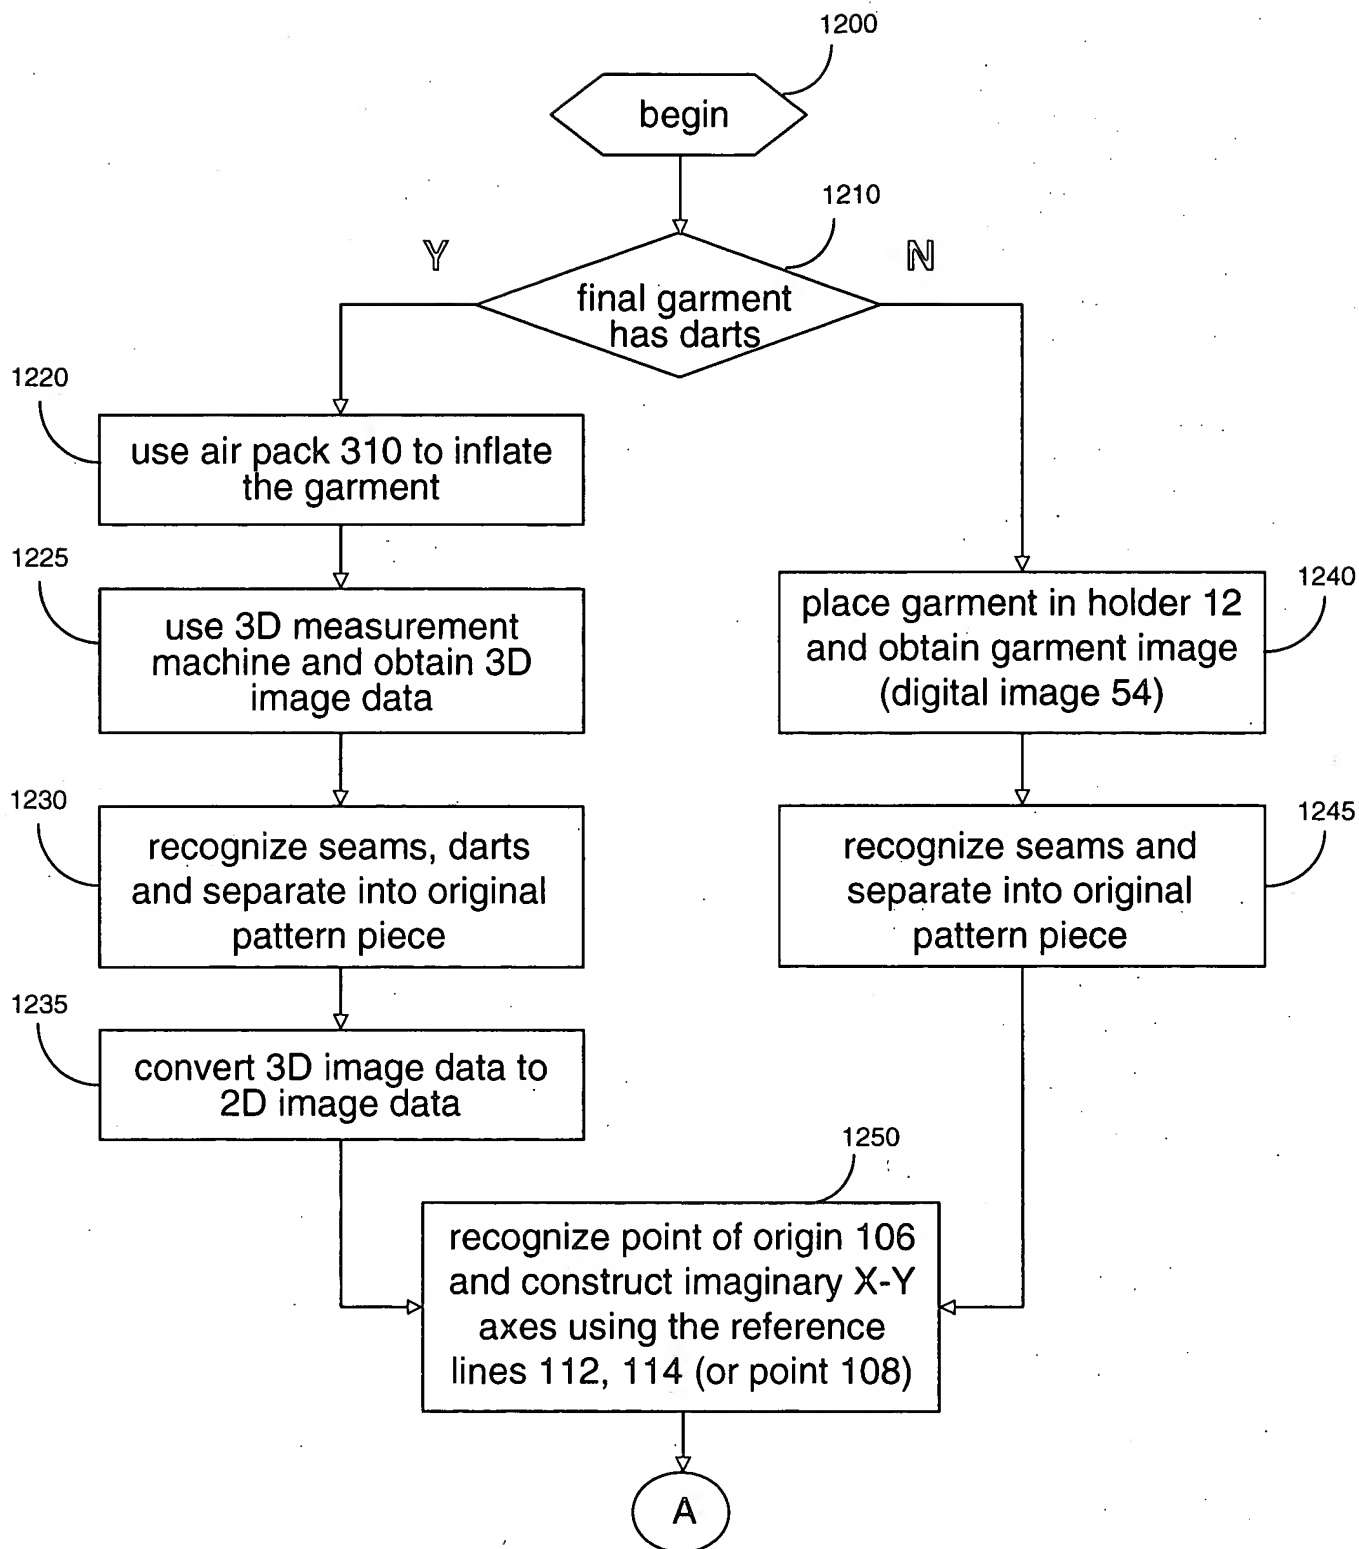 1200
begin
1210
Y
N
final garment
has darts
1220
use air pack 310 to inflate
the garment
1225
use 3D measurement
machine and obtain 3D
image data
1240
place garment in holder 12
and obtain garment image
(digital image 54)
1230
recognize seams, darts
and separate into original
pattern piece
1245
recognize seams and
separate into original
pattern piece
1235
convert 3D image data to
2D image data
1250
recognize point of origin 106
and construct imaginary X-Y
axes using the reference
lines 112, 114 (or point 108)
A